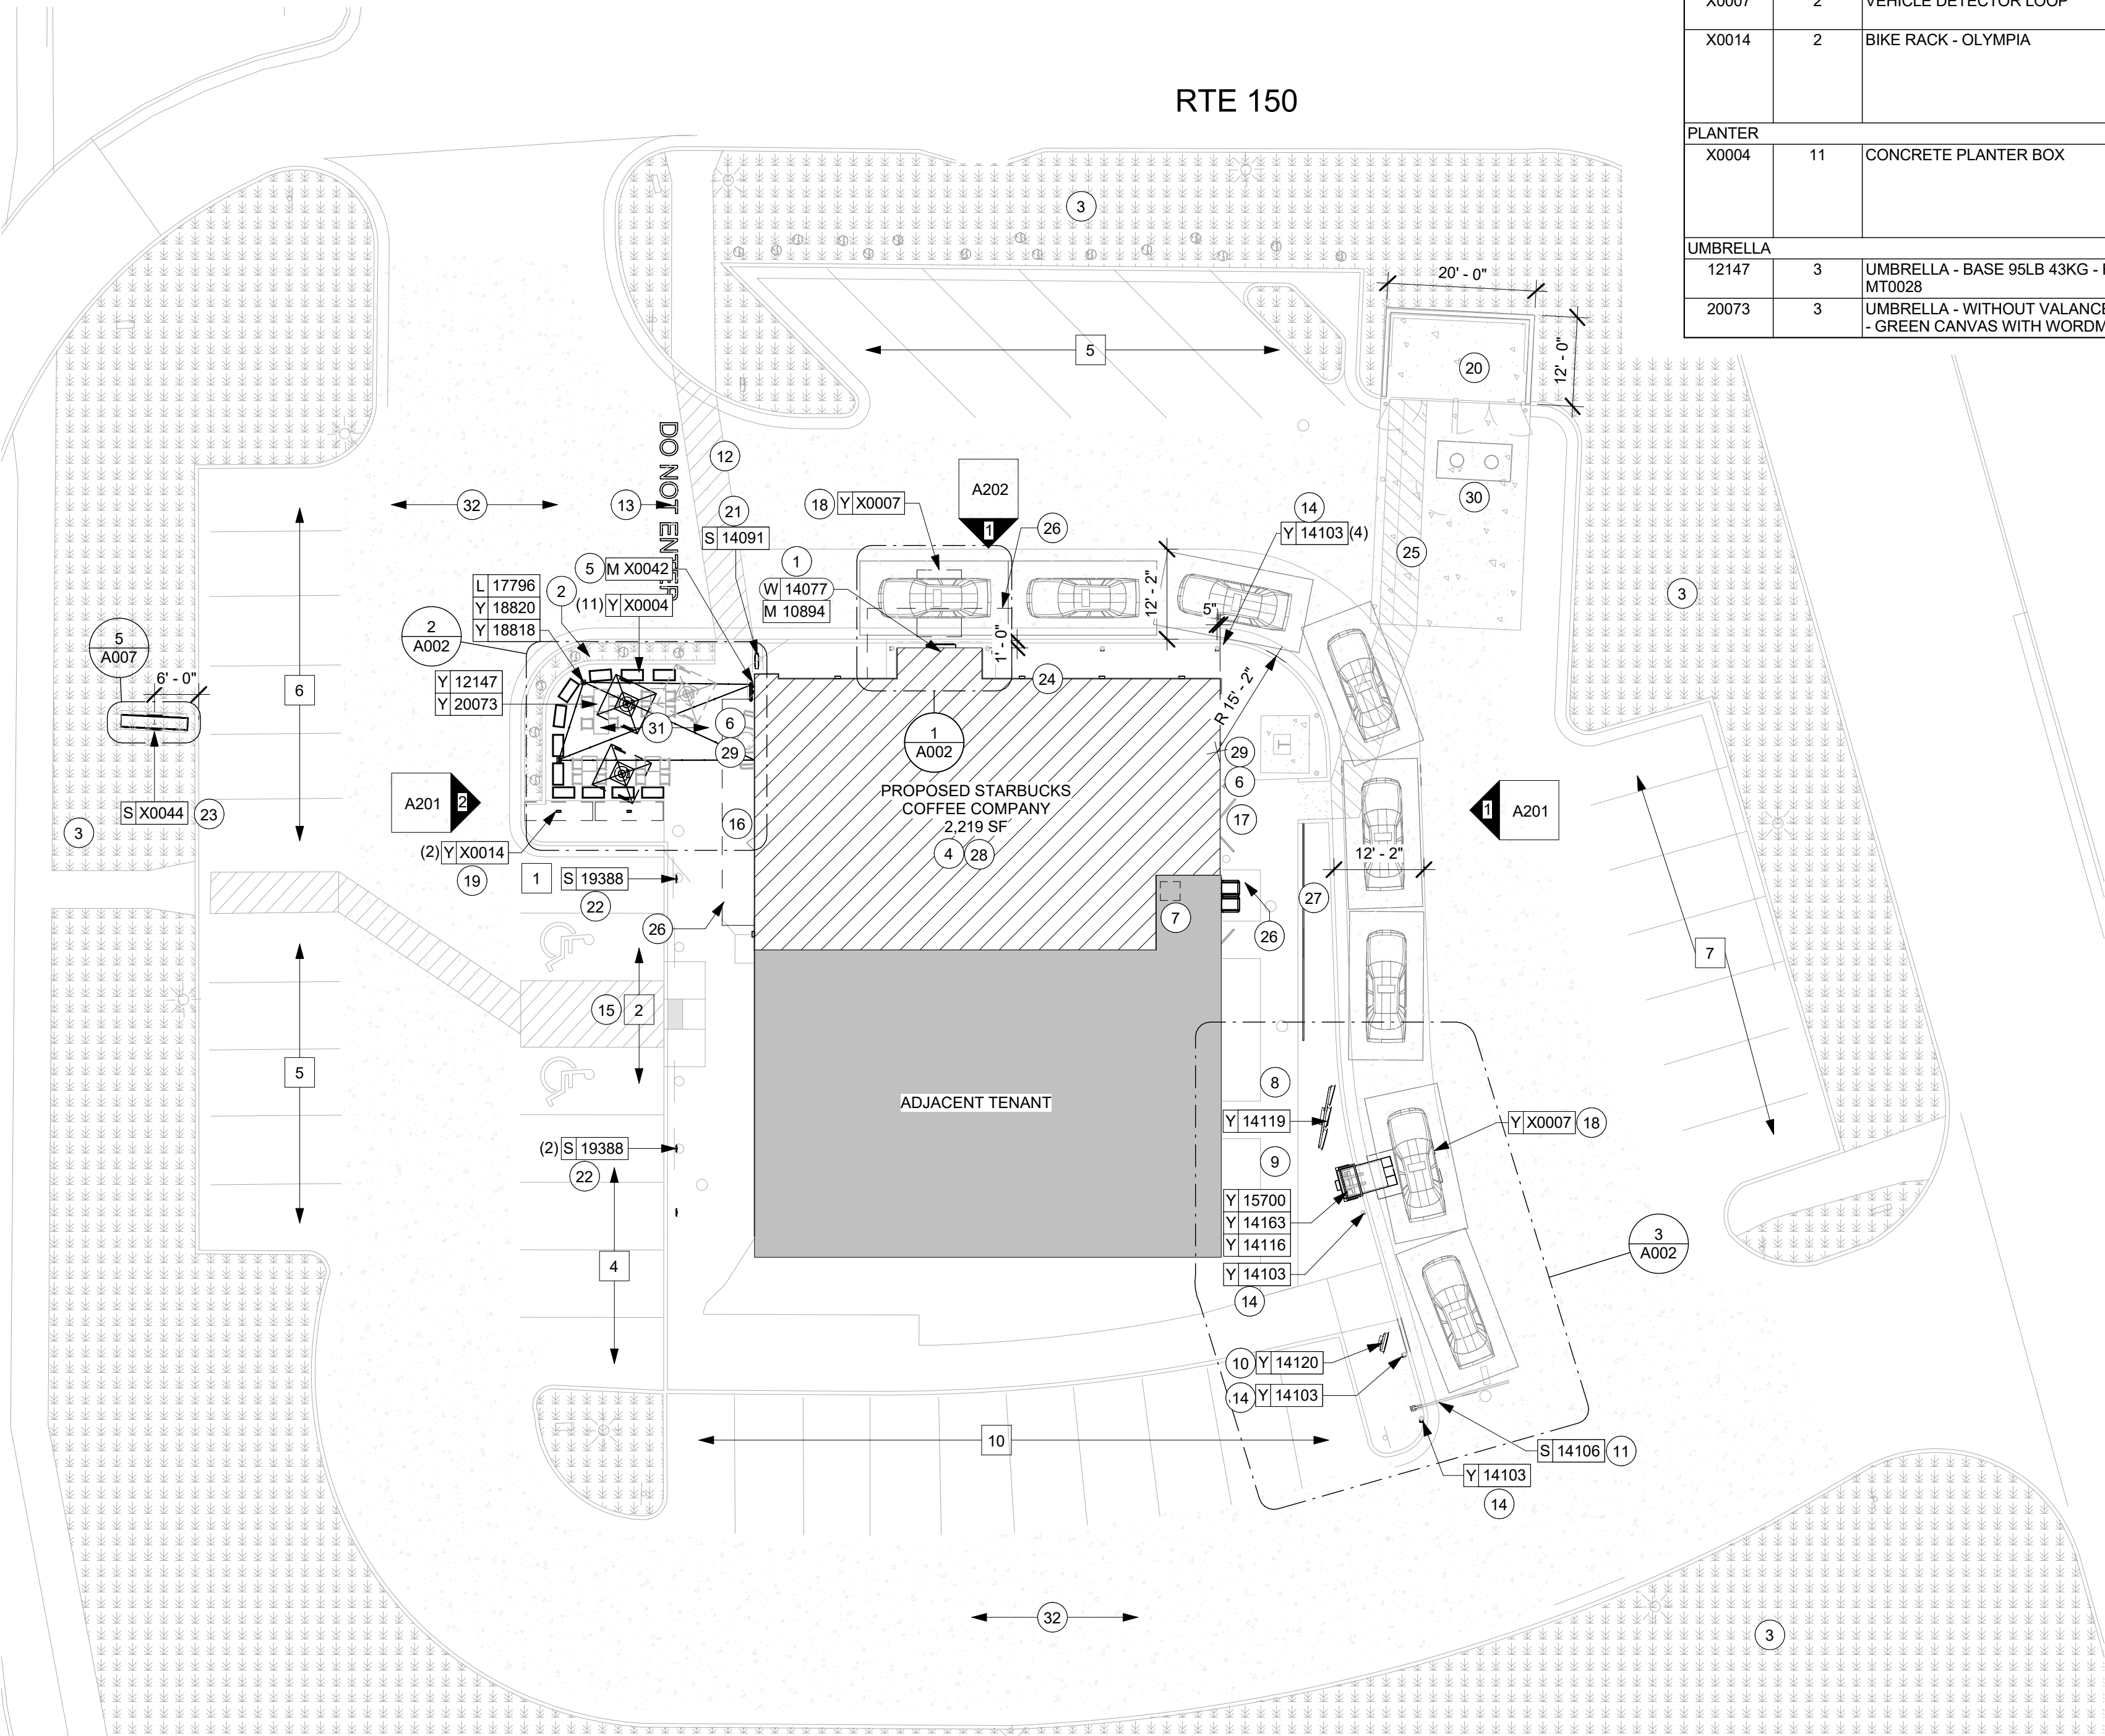 X0007 2 VEHICLE DETECTOR LOOP
X0014 2 BIKE RACK - OLYMPIA
PLANTER
X0004 11 CONCRETE PLANTER BOX
UMBRELLA
12147 3 UMBRELLA - BASE 95LB 43KG -
MT0028
20073 3 UMBRELLA - WITHOUT VALANCE
- GREEN CANVAS WITH
RTE 150
3
20' - 0"
12' - 0"
5
20
DO NOT ENTER
12
30
32
13
21
S 14091
18 Y X0007
A202
1
26
14
Y 14103 (4)
25
5 M X0042
1
W 14077
M 10894
12' - 2"
5"
1' - 0"
3
L 17796
Y 18820
Y 18818
2
(11) Y X0004
2
A002
5
A007
6' - 0"
6
Y 12147
Y 20073
31
6
29
24
R 15' - 2"
1
A002
T
29
6
17
PROPOSED STARBUCKS
COFFEE COMPANY
2,219 SF
4 28
A201 2
16
1 A201
S X0044 23
3
(2) Y X0014
19
1
S 19388
22
26
7
26
27
12' - 2"
7
15 2
5
ADJACENT TENANT
8
Y 14119
Y X0007 18
(2) S 19388
22
9
Y 15700
Y 14163
Y 14116
Y 14103
14
3
A002
4
10 Y 14120
14 Y 14103
10
S 14106 11
Y 14103
14
32
3